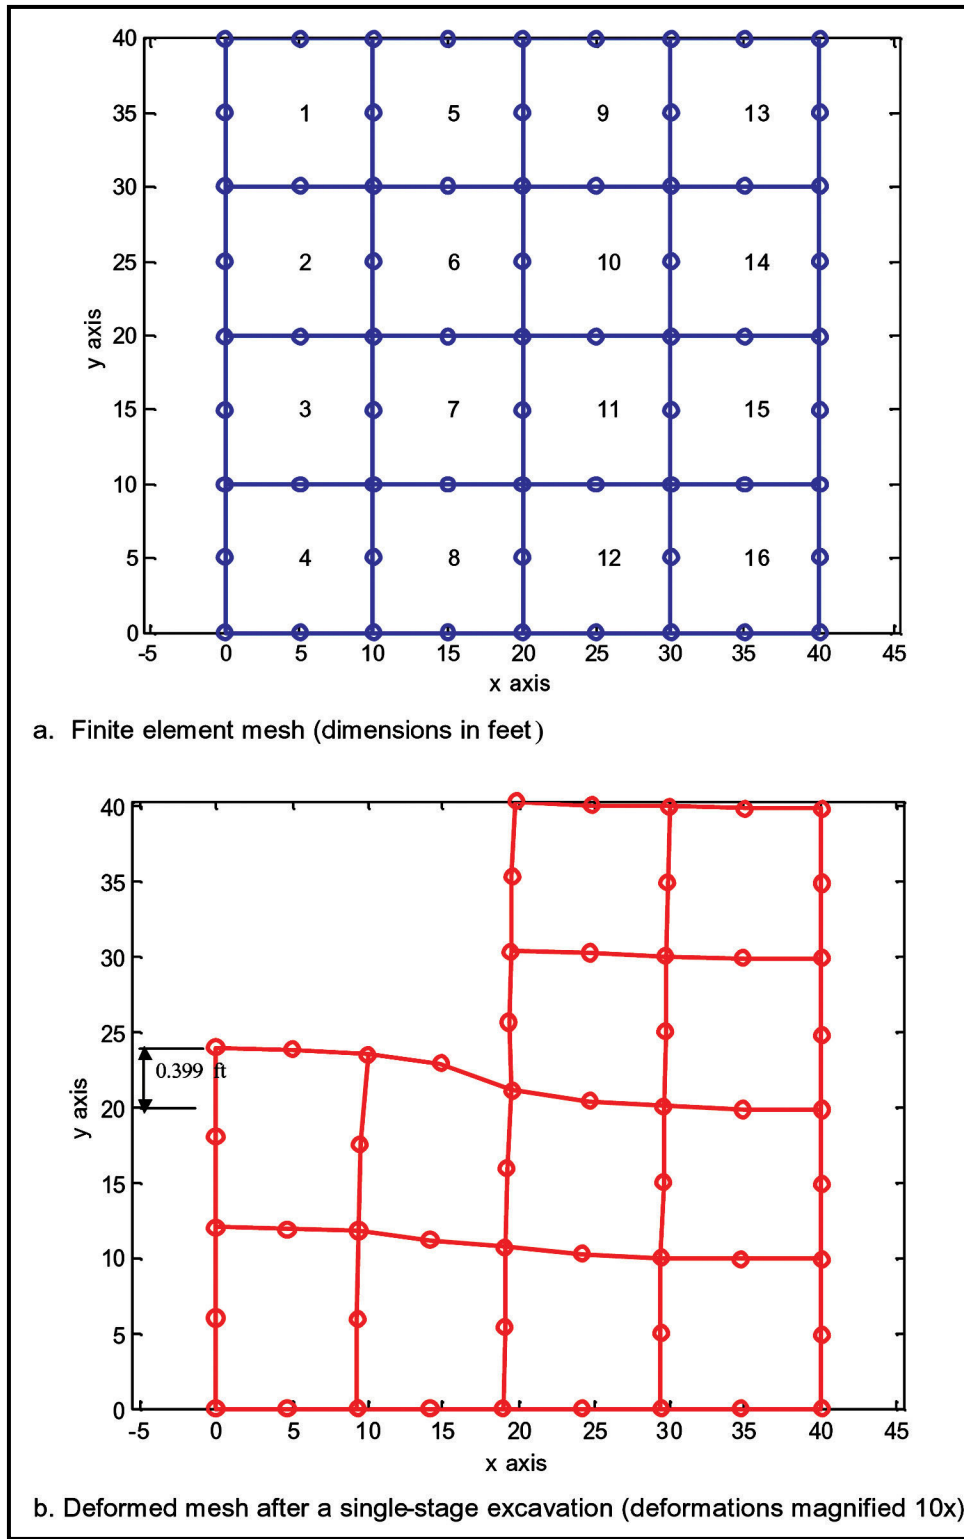 40
35
1 5 9 13
30
25
2 6 10 14
y axis
20
15
3 7 11 15
10
5
4 8 12 16
0
-5 0 5 10 15 20 25 30 35 40 45
x axis
a. Finite element mesh (dimensions in feet)
40
35
30
25
0.399 ft
y axis
20
15
10
5
0
-5 0 5 10 15 20 25 30 35 40 45
x axis
b. Deformed mesh after a single-stage excavation (deformations magnified 10x)